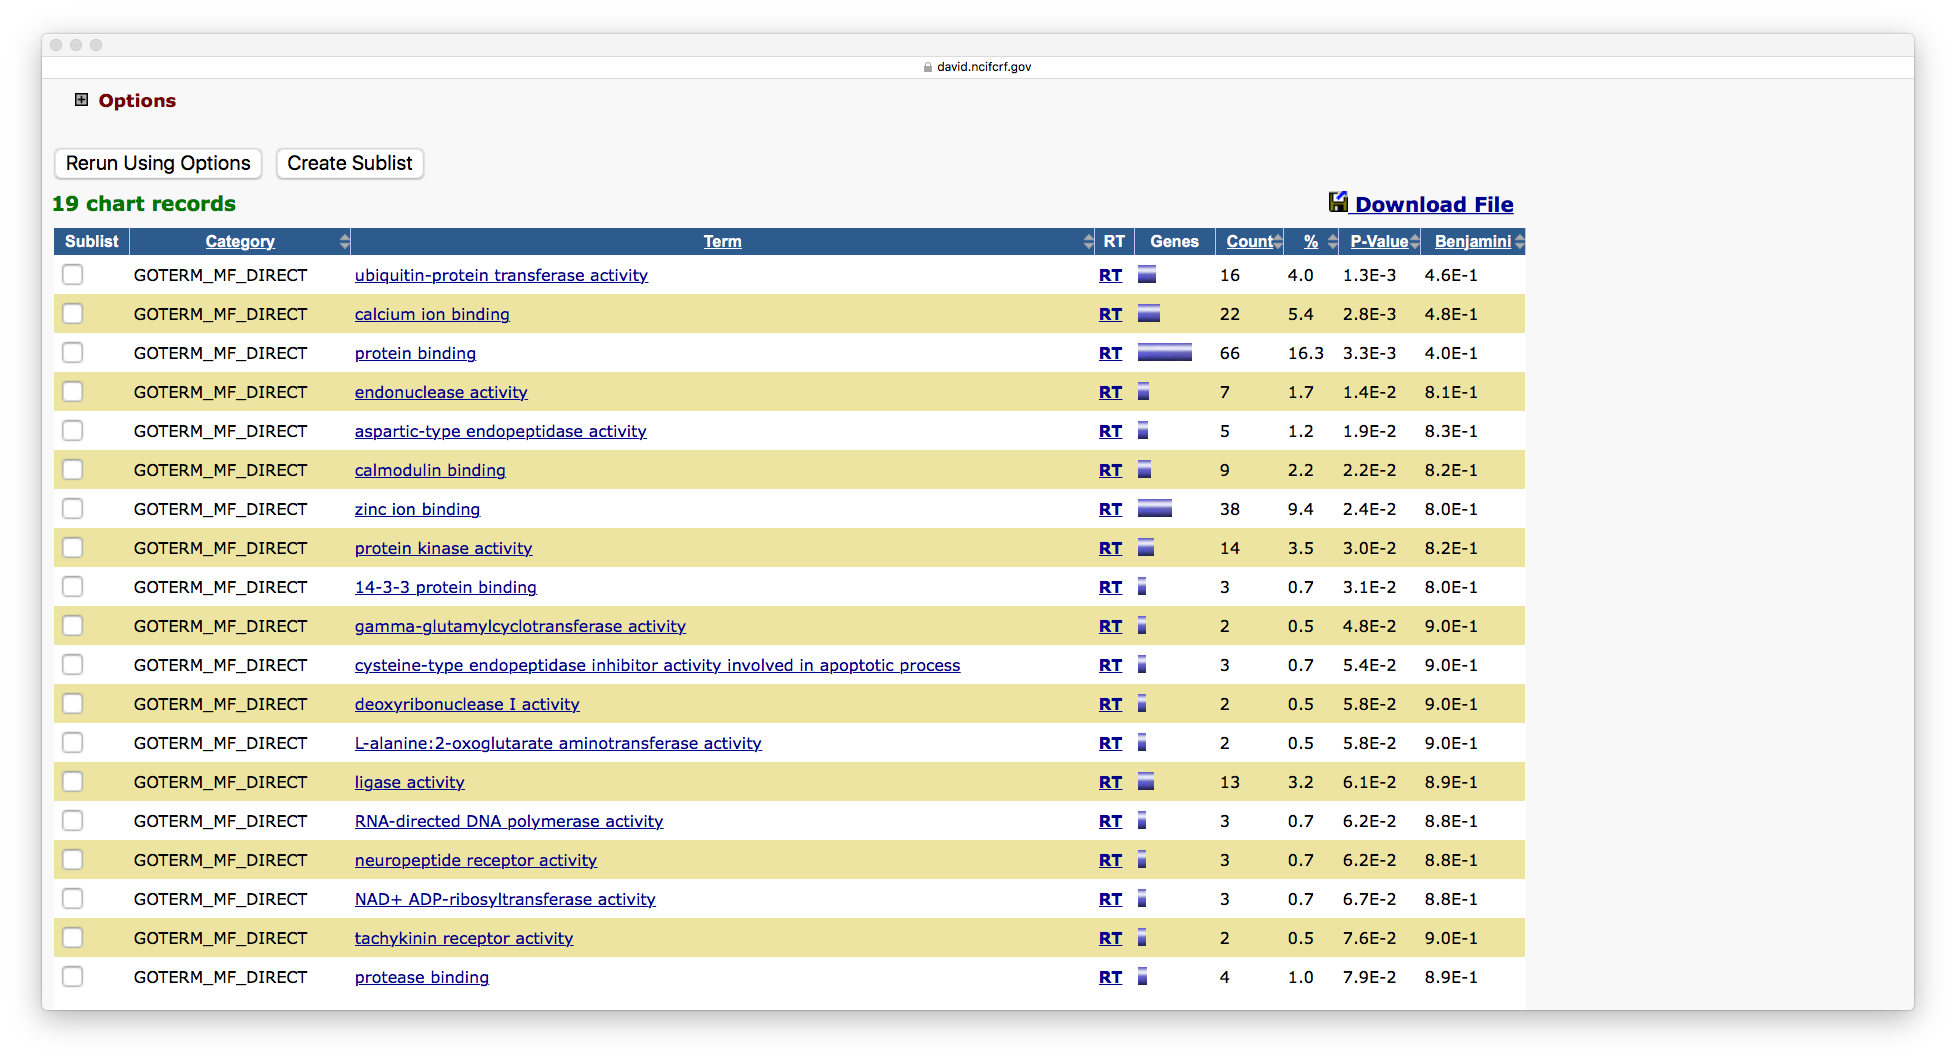 david.ncifcrf.gov
Options
Rerun Using Options Create Sublist
19 chart records Download File
Sublist Category Term RT Genes Count % P-Value Benjamini
GOTERM_MF_DIRECT ubiquitin-protein transferase activity RT 16 4.0 1.3E-3 4.6E-1
GOTERM_MF_DIRECT calcium ion binding RT 22 5.4 2.8E-3 4.8E-1
GOTERM_MF_DIRECT protein binding RT 66 16.3 3.3E-3 4.0E-1
GOTERM_MF_DIRECT endonuclease activity RT 7 1.7 1.4E-2 8.1E-1
GOTERM_MF_DIRECT aspartic-type endopeptidase activity RT 5 1.2 1.9E-2 8.3E-1
GOTERM_MF_DIRECT calmodulin binding RT 9 2.2 2.2E-2 8.2E-1
GOTERM_MF_DIRECT zinc ion binding RT 38 9.4 2.4E-2 8.0E-1
GOTERM_MF_DIRECT protein kinase activity RT 14 3.5 3.0E-2 8.2E-1
GOTERM_MF_DIRECT 14-3-3 protein binding RT 3 0.7 3.1E-2 8.0E-1
GOTERM_MF_DIRECT gamma-glutamylcyclotransferase activity RT 2 0.5 4.8E-2 9.0E-1
GOTERM_MF_DIRECT cysteine-type endopeptidase inhibitor activity involved in apoptotic process RT 3 0.7 5.4E-2 9.0E-1
GOTERM_MF_DIRECT deoxyribonuclease I activity RT 2 0.5 5.8E-2 9.0E-1
GOTERM_MF_DIRECT L-alanine:2-oxoglutarate aminotransferase activity RT 2 0.5 5.8E-2 9.0E-1
GOTERM_MF_DIRECT ligase activity RT 13 3.2 6.1E-2 8.9E-1
GOTERM_MF_DIRECT RNA-directed DNA polymerase activity RT 3 0.7 6.2E-2 8.8E-1
GOTERM_MF_DIRECT neuropeptide receptor activity RT 3 0.7 6.2E-2 8.8E-1
GOTERM_MF_DIRECT NAD+ ADP-ribosyltransferase activity RT 3 0.7 6.7E-2 8.8E-1
GOTERM_MF_DIRECT tachykinin receptor activity RT 2 0.5 7.6E-2 9.0E-1
GOTERM_MF_DIRECT protease binding RT 4 1.0 7.9E-2 8.9E-1